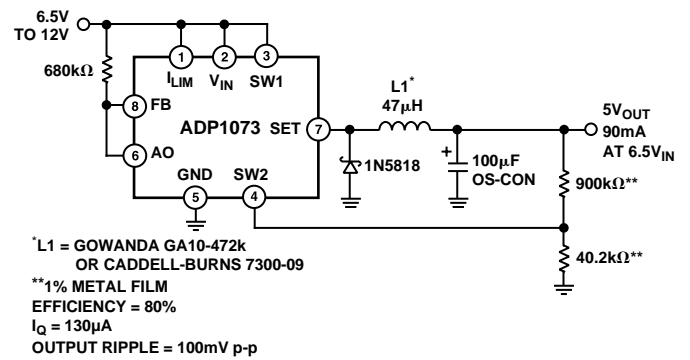 6.5V
TO 12V
680kΩ
1
2
3
ILIM
VIN
SW1
8
FB
ADP1073
SET
7
6
AO
GND
SW2
5
4
L1*
47μH
1N5818
+
100μF
OS-CON
5VOUT
90mA
AT 6.5VIN
900kΩ**
40.2kΩ**
*L1 = GOWANDA GA10-472k
OR CADDELL-BURNS 7300-09
**1% METAL FILM
EFFICIENCY = 80%
IQ = 130μA
OUTPUT RIPPLE = 100mV p-p